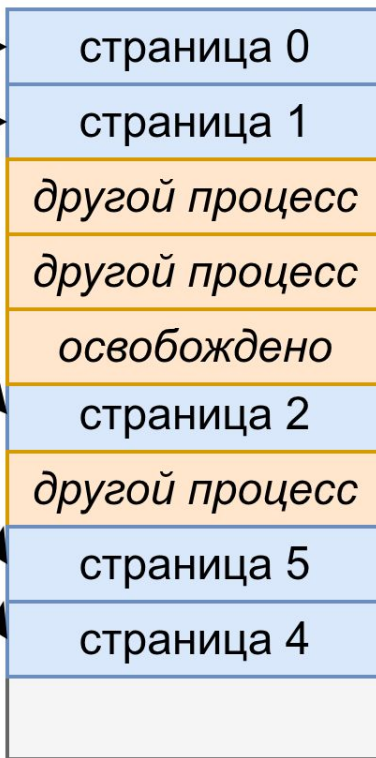 страница 0
страница 1
другой процесс
другой процесс
освобождено
страница 2
другой процесс
страница 5
страница 4